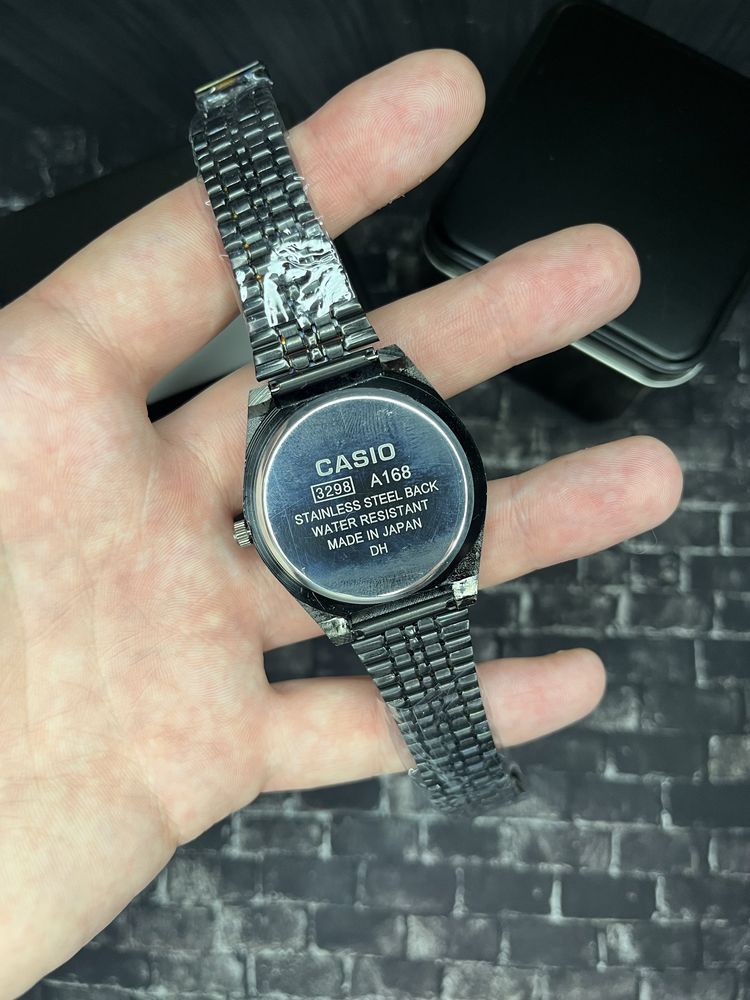 CASIO
3298 A168
STAINLESS STEEL BACK
WATER RESISTANT
MADE IN JAPAN
DH